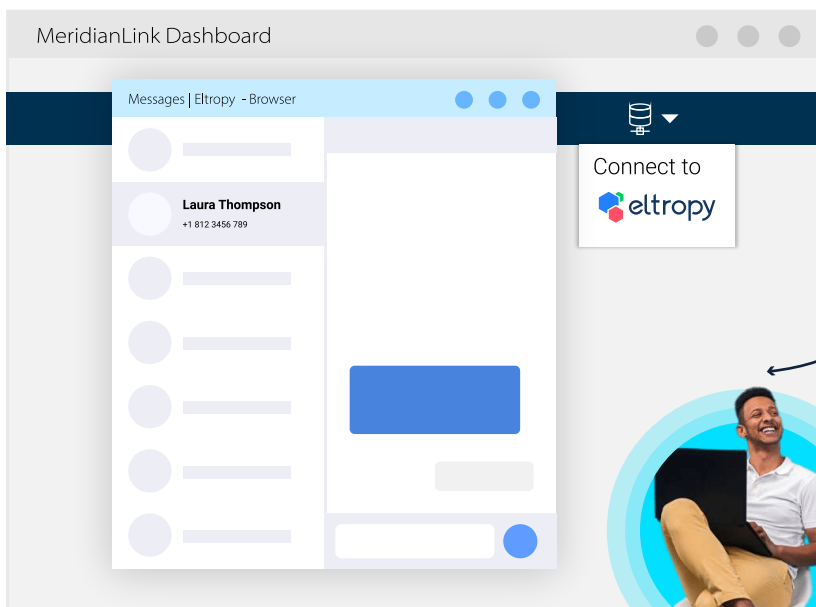 MeridianLink Dashboard
Messages | Eltropy - Browser
Laura Thompson
+1 812 3456 789
Connect to
eltropy